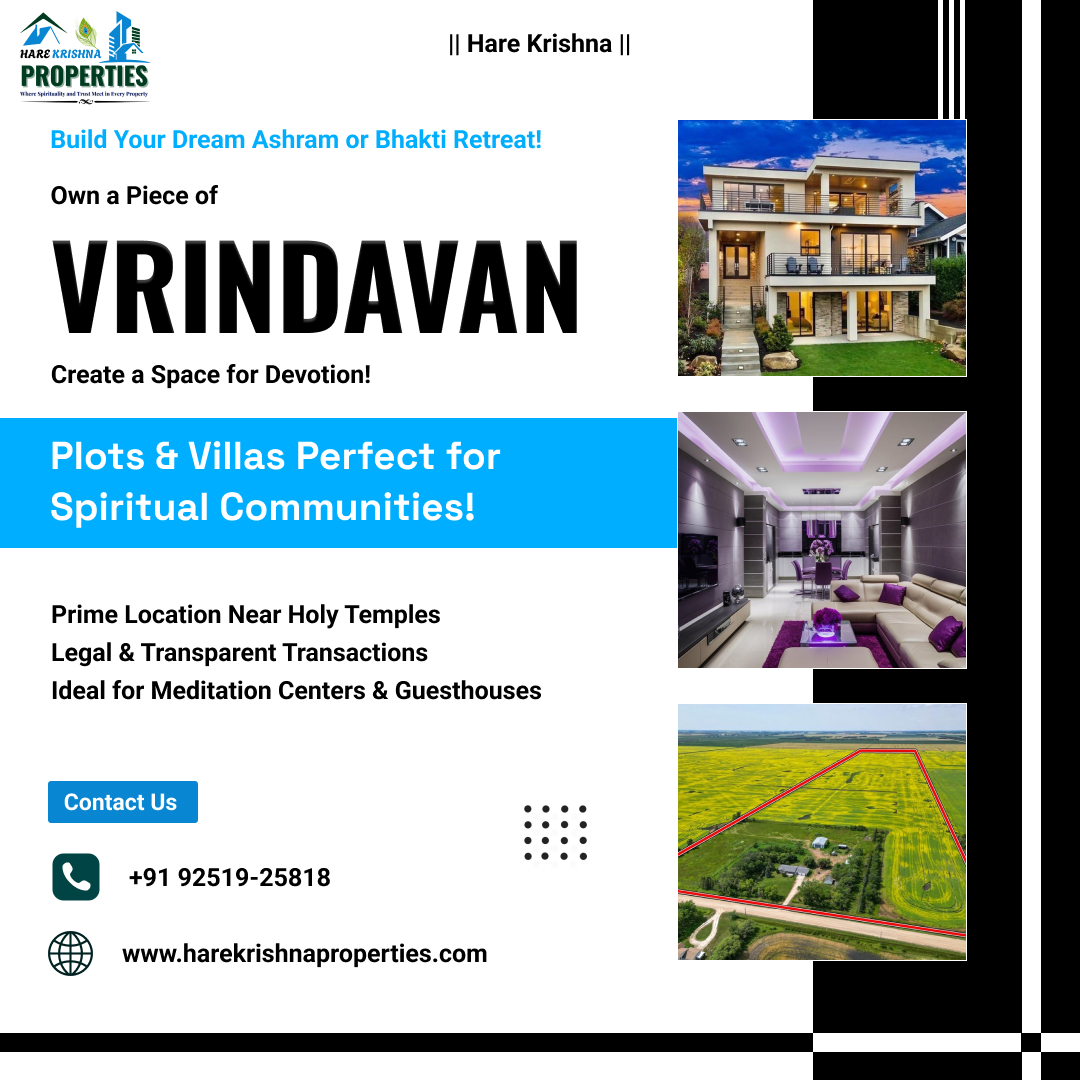 HARE KRISHNA
PROPERTIES
Where Spirituality and Trust Meet in Every Property
|| Hare Krishna ||
Build Your Dream Ashram or Bhakti Retreat!
Own a Piece of
VRINDAVAN
Create a Space for Devotion!
Plots & Villas Perfect for
Spiritual Communities!
Prime Location Near Holy Temples
Legal & Transparent Transactions
Ideal for Meditation Centers & Guesthouses
Contact Us
+91 92519-25818
www.harekrishnaproperties.com